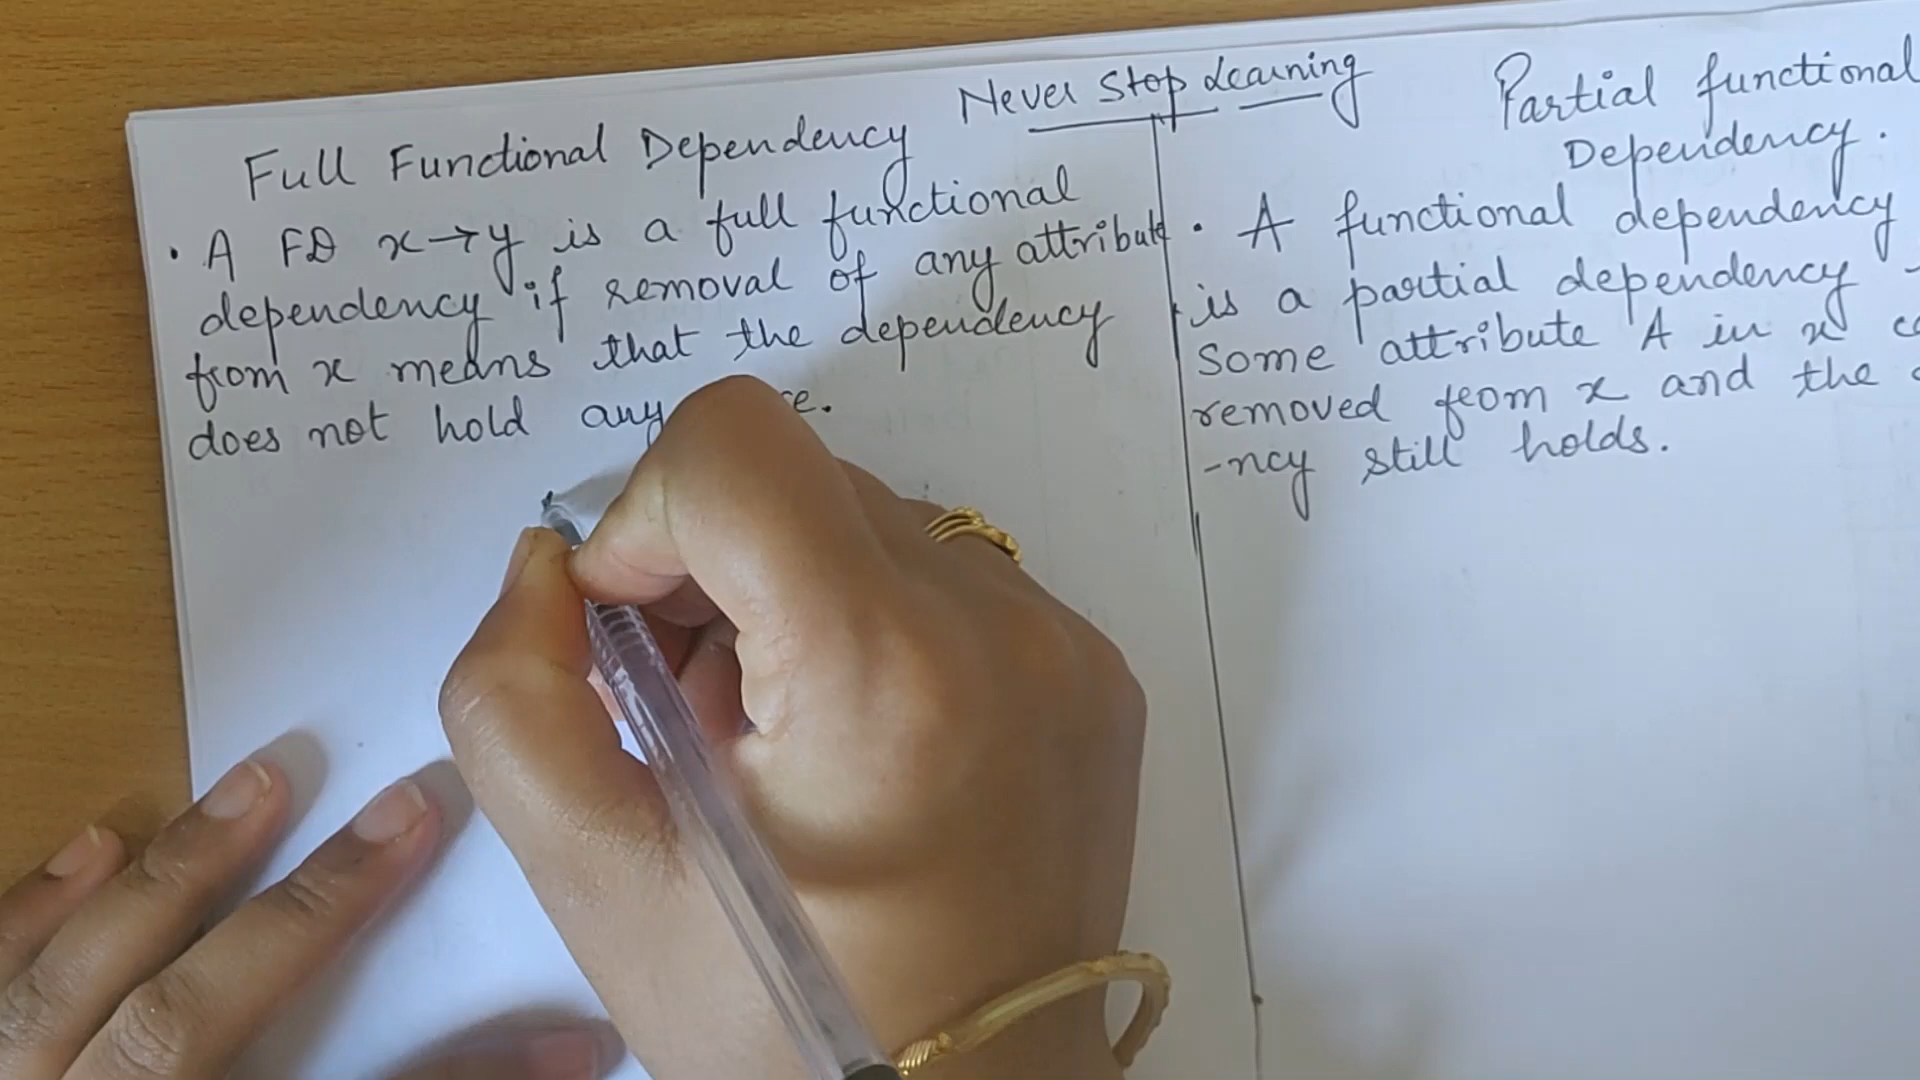 Never Stop Learning
Full Functional Dependency
• A FD x→y is a full functional
dependency if removal of any attribute
from x means that the dependency
does not hold any
Partial functional
Dependency.
• A functional dependency
is a partial dependency
some attribute A in x
removed from x and the
-ncy still holds.